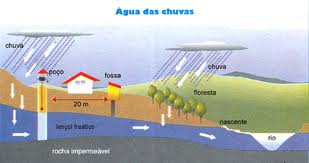 Água das chuvas
chuva
chuva
poço
fossa
floresta
20 m
nascente
lençol freático
rio
rocha impermeável